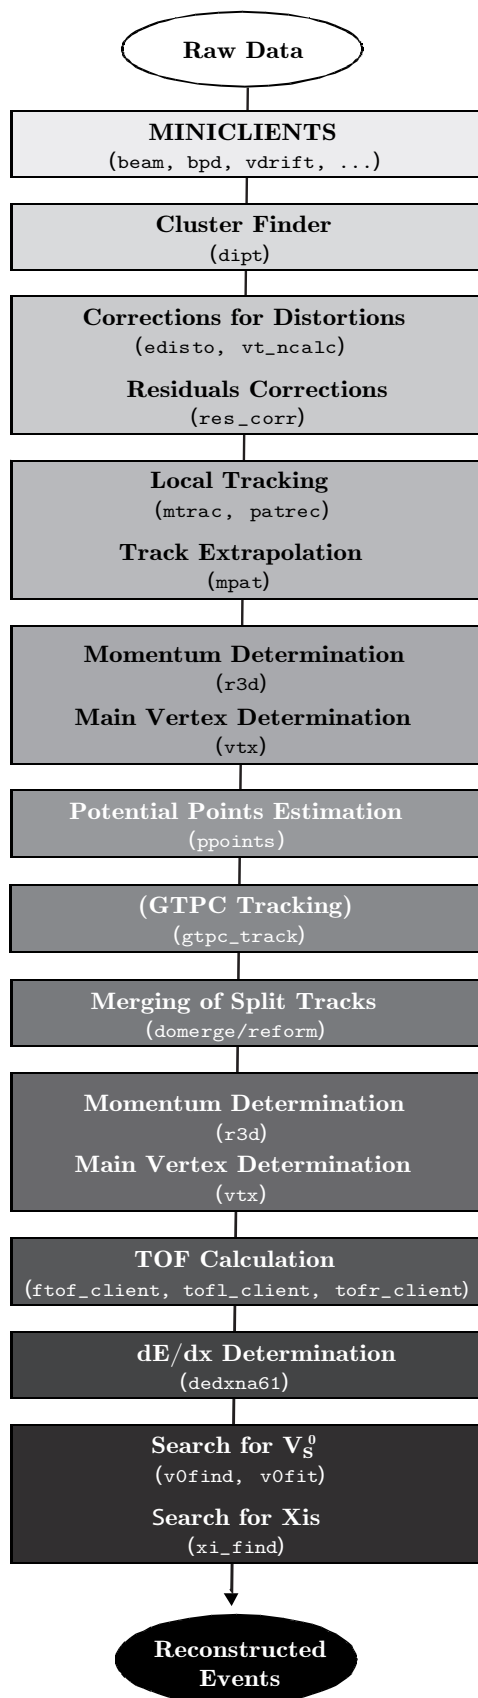 Raw Data
MINICLIENTS
(beam, bpd, vdrift, ...)
Cluster Finder
(dipt)
Corrections for Distortions
(edisto, vt_ncalc)
Residuals Corrections
(res_corr)
Local Tracking
(mtrac, patrec)
Track Extrapolation
(mpat)
Momentum Determination
(r3d)
Main Vertex Determination
(vtx)
Potential Points Estimation
(ppoints)
(GTPC Tracking)
(gtpc_track)
Merging of Split Tracks
(domerge/reform)
Momentum Determination
(r3d)
Main Vertex Determination
(vtx)
TOF Calculation
(ftof_client, tofl_client, tofr_client)
dE/dx Determination
(dedxna61)
Search for V⁰ₛ
(v0find, v0fit)
Search for Xis
(xi_find)
Reconstructed
Events